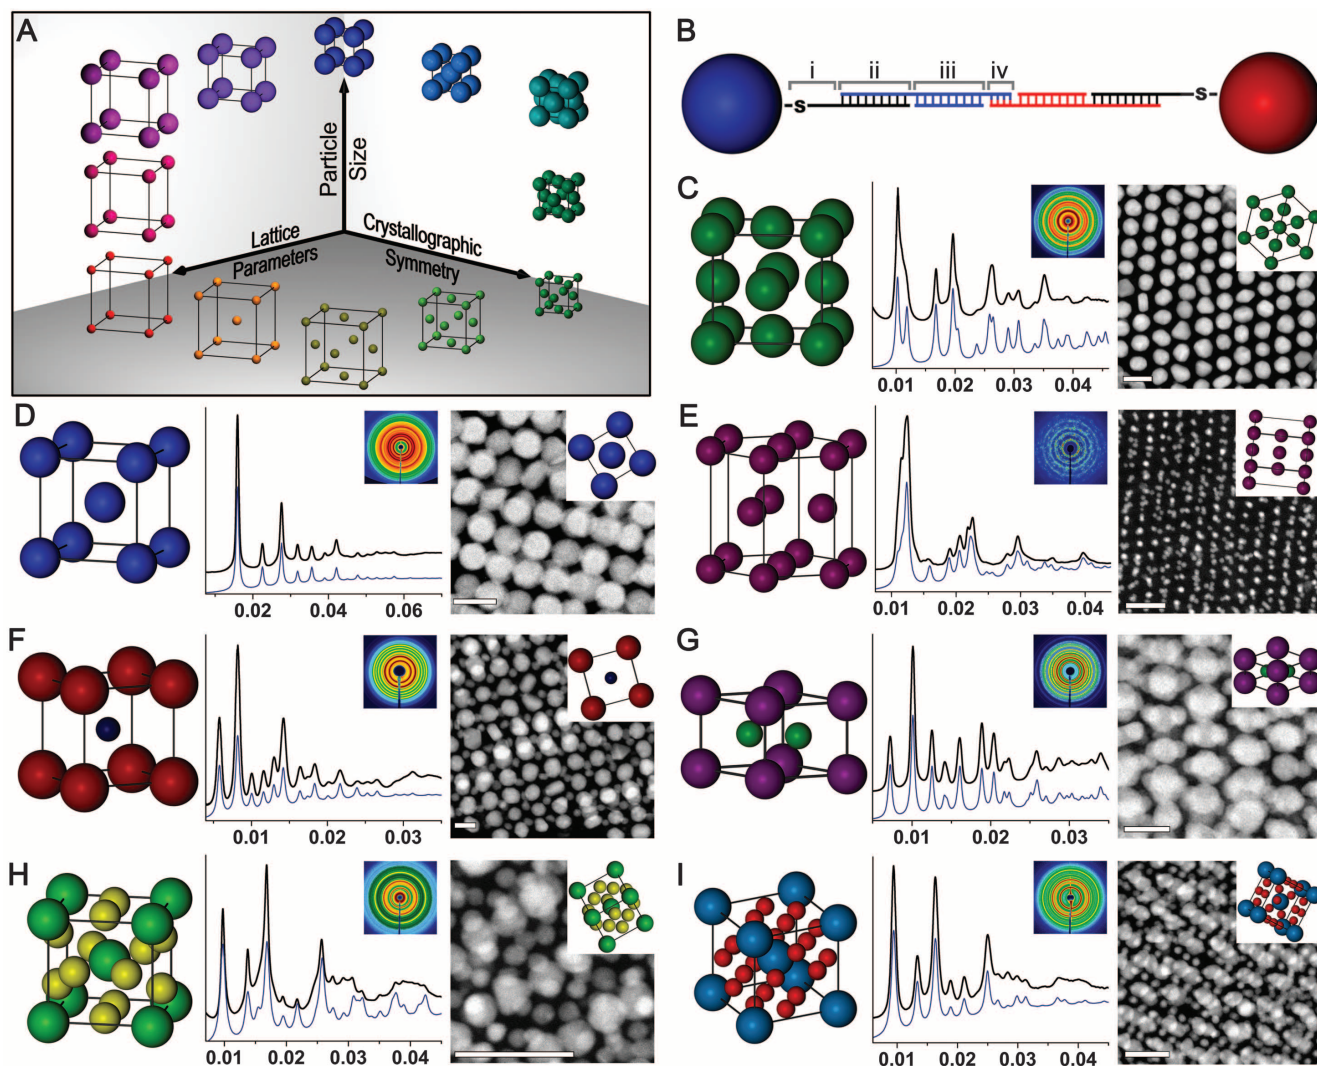 A
Particle
Size
Lattice
Parameters
Crystallographic
Symmetry
B
i ii iii iv
s
s
C
0.01 0.02 0.03 0.04
D
0.02 0.04 0.06
E
0.01 0.02 0.03 0.04
F
0.01 0.02 0.03
G
0.01 0.02 0.03
H
0.01 0.02 0.03 0.04
I
0.01 0.02 0.03 0.04